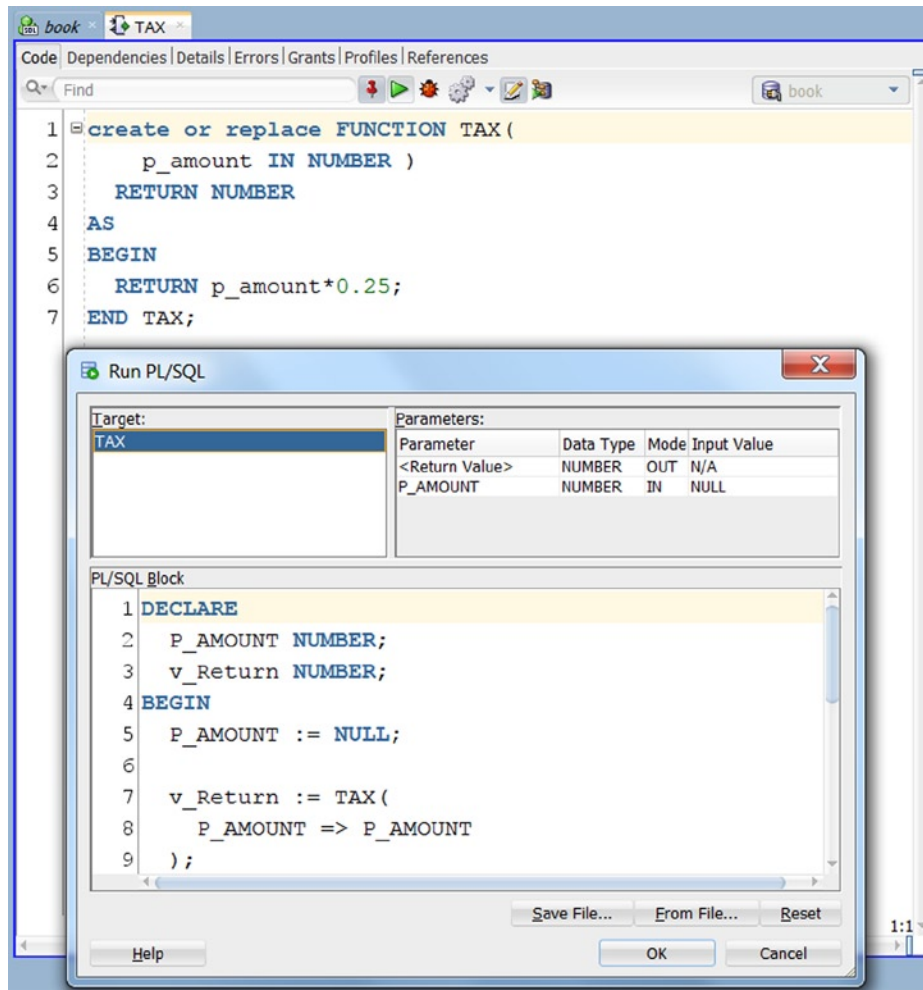 book TAX
Code Dependencies Details Errors Grants Profiles References
Find book
1 create or replace FUNCTION TAX(
2 p_amount IN NUMBER )
3 RETURN NUMBER
4 AS
5 BEGIN
6 RETURN p_amount*0.25;
7 END TAX;
Run PL/SQL
Target:
TAX
Parameters:
Parameter Data Type Mode Input Value
<Return Value> NUMBER OUT N/A
P_AMOUNT NUMBER IN NULL
PL/SQL Block
1 DECLARE
2 P_AMOUNT NUMBER;
3 v_Return NUMBER;
4 BEGIN
5 P_AMOUNT := NULL;
6
7 v_Return := TAX(
8 P_AMOUNT => P_AMOUNT
9 );
Save File... From File... Reset
1:1
Help OK Cancel